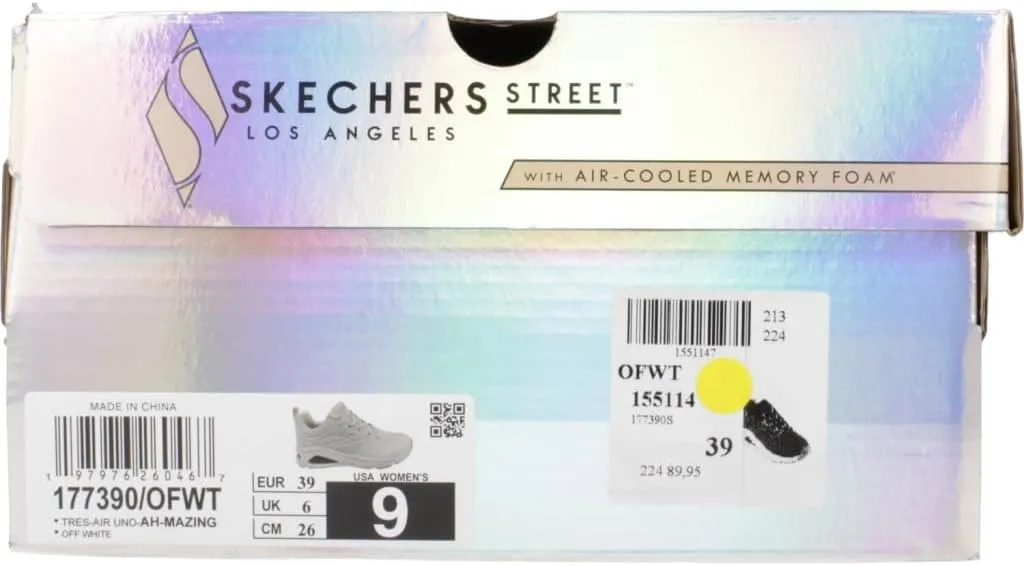 SKECHERS STREET™
LOS ANGELES
WITH AIR-COOLED MEMORY FOAM
213
224
1551147
OFWT
155114
177390S
39
224 89,95
MADE IN CHINA
1 97976 26046 7
177390/OFWT
• TRES-AIR UNO-AH-MAZING
• OFF WHITE
USA WOMEN'S
9
EUR 39
UK 6
CM 26